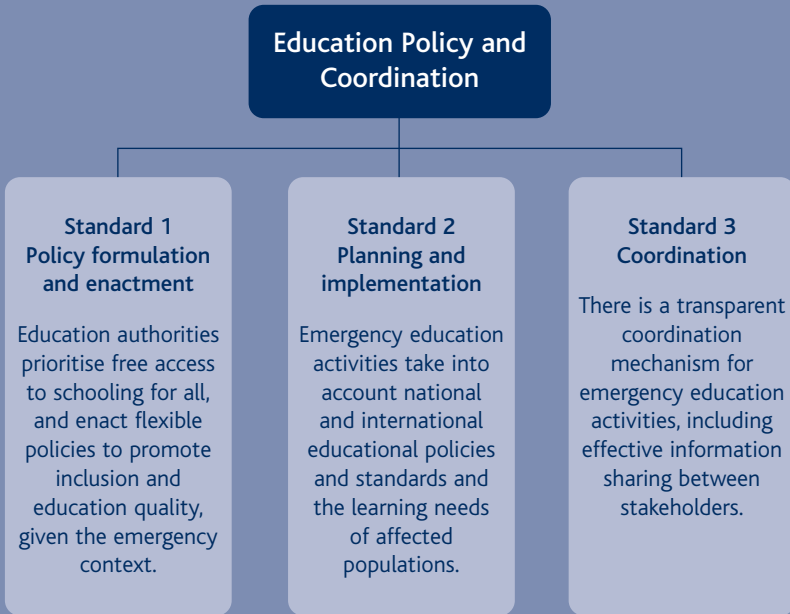 Education Policy and
Coordination
Standard 1
Policy formulation
and enactment
Education authorities
prioritise free access
to schooling for all,
and enact flexible
policies to promote
inclusion and
education quality,
given the emergency
context.
Standard 2
Planning and
implementation
Emergency education
activities take into
account national
and international
educational policies
and standards and
the learning needs
of affected
populations.
Standard 3
Coordination
There is a transparent
coordination
mechanism for
emergency education
activities, including
effective information
sharing between
stakeholders.